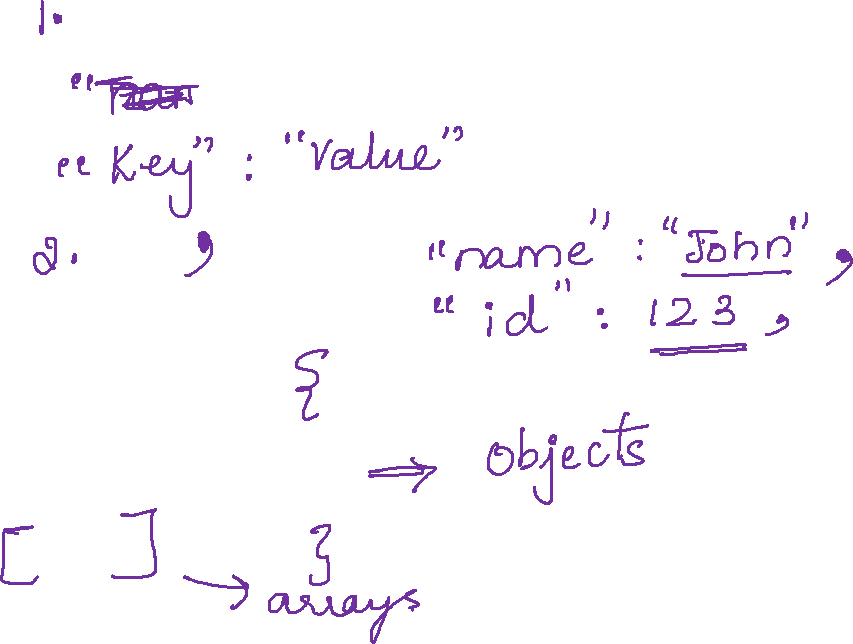 1.
"Key" : "Value"
2. ,
"name" : "John",
"id" : 123,
{
⇒ objects
}
[ ] → arrays